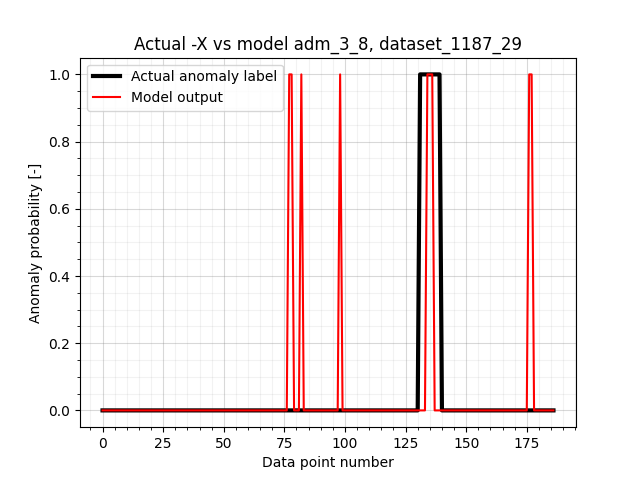 Actual -X vs model adm_3_8, dataset_1187_29
Actual anomaly label
Model output
1.0
0.8
0.6
0.4
0.2
0.0
Anomaly probability [-]
0 25 50 75 100 125 150 175
Data point number